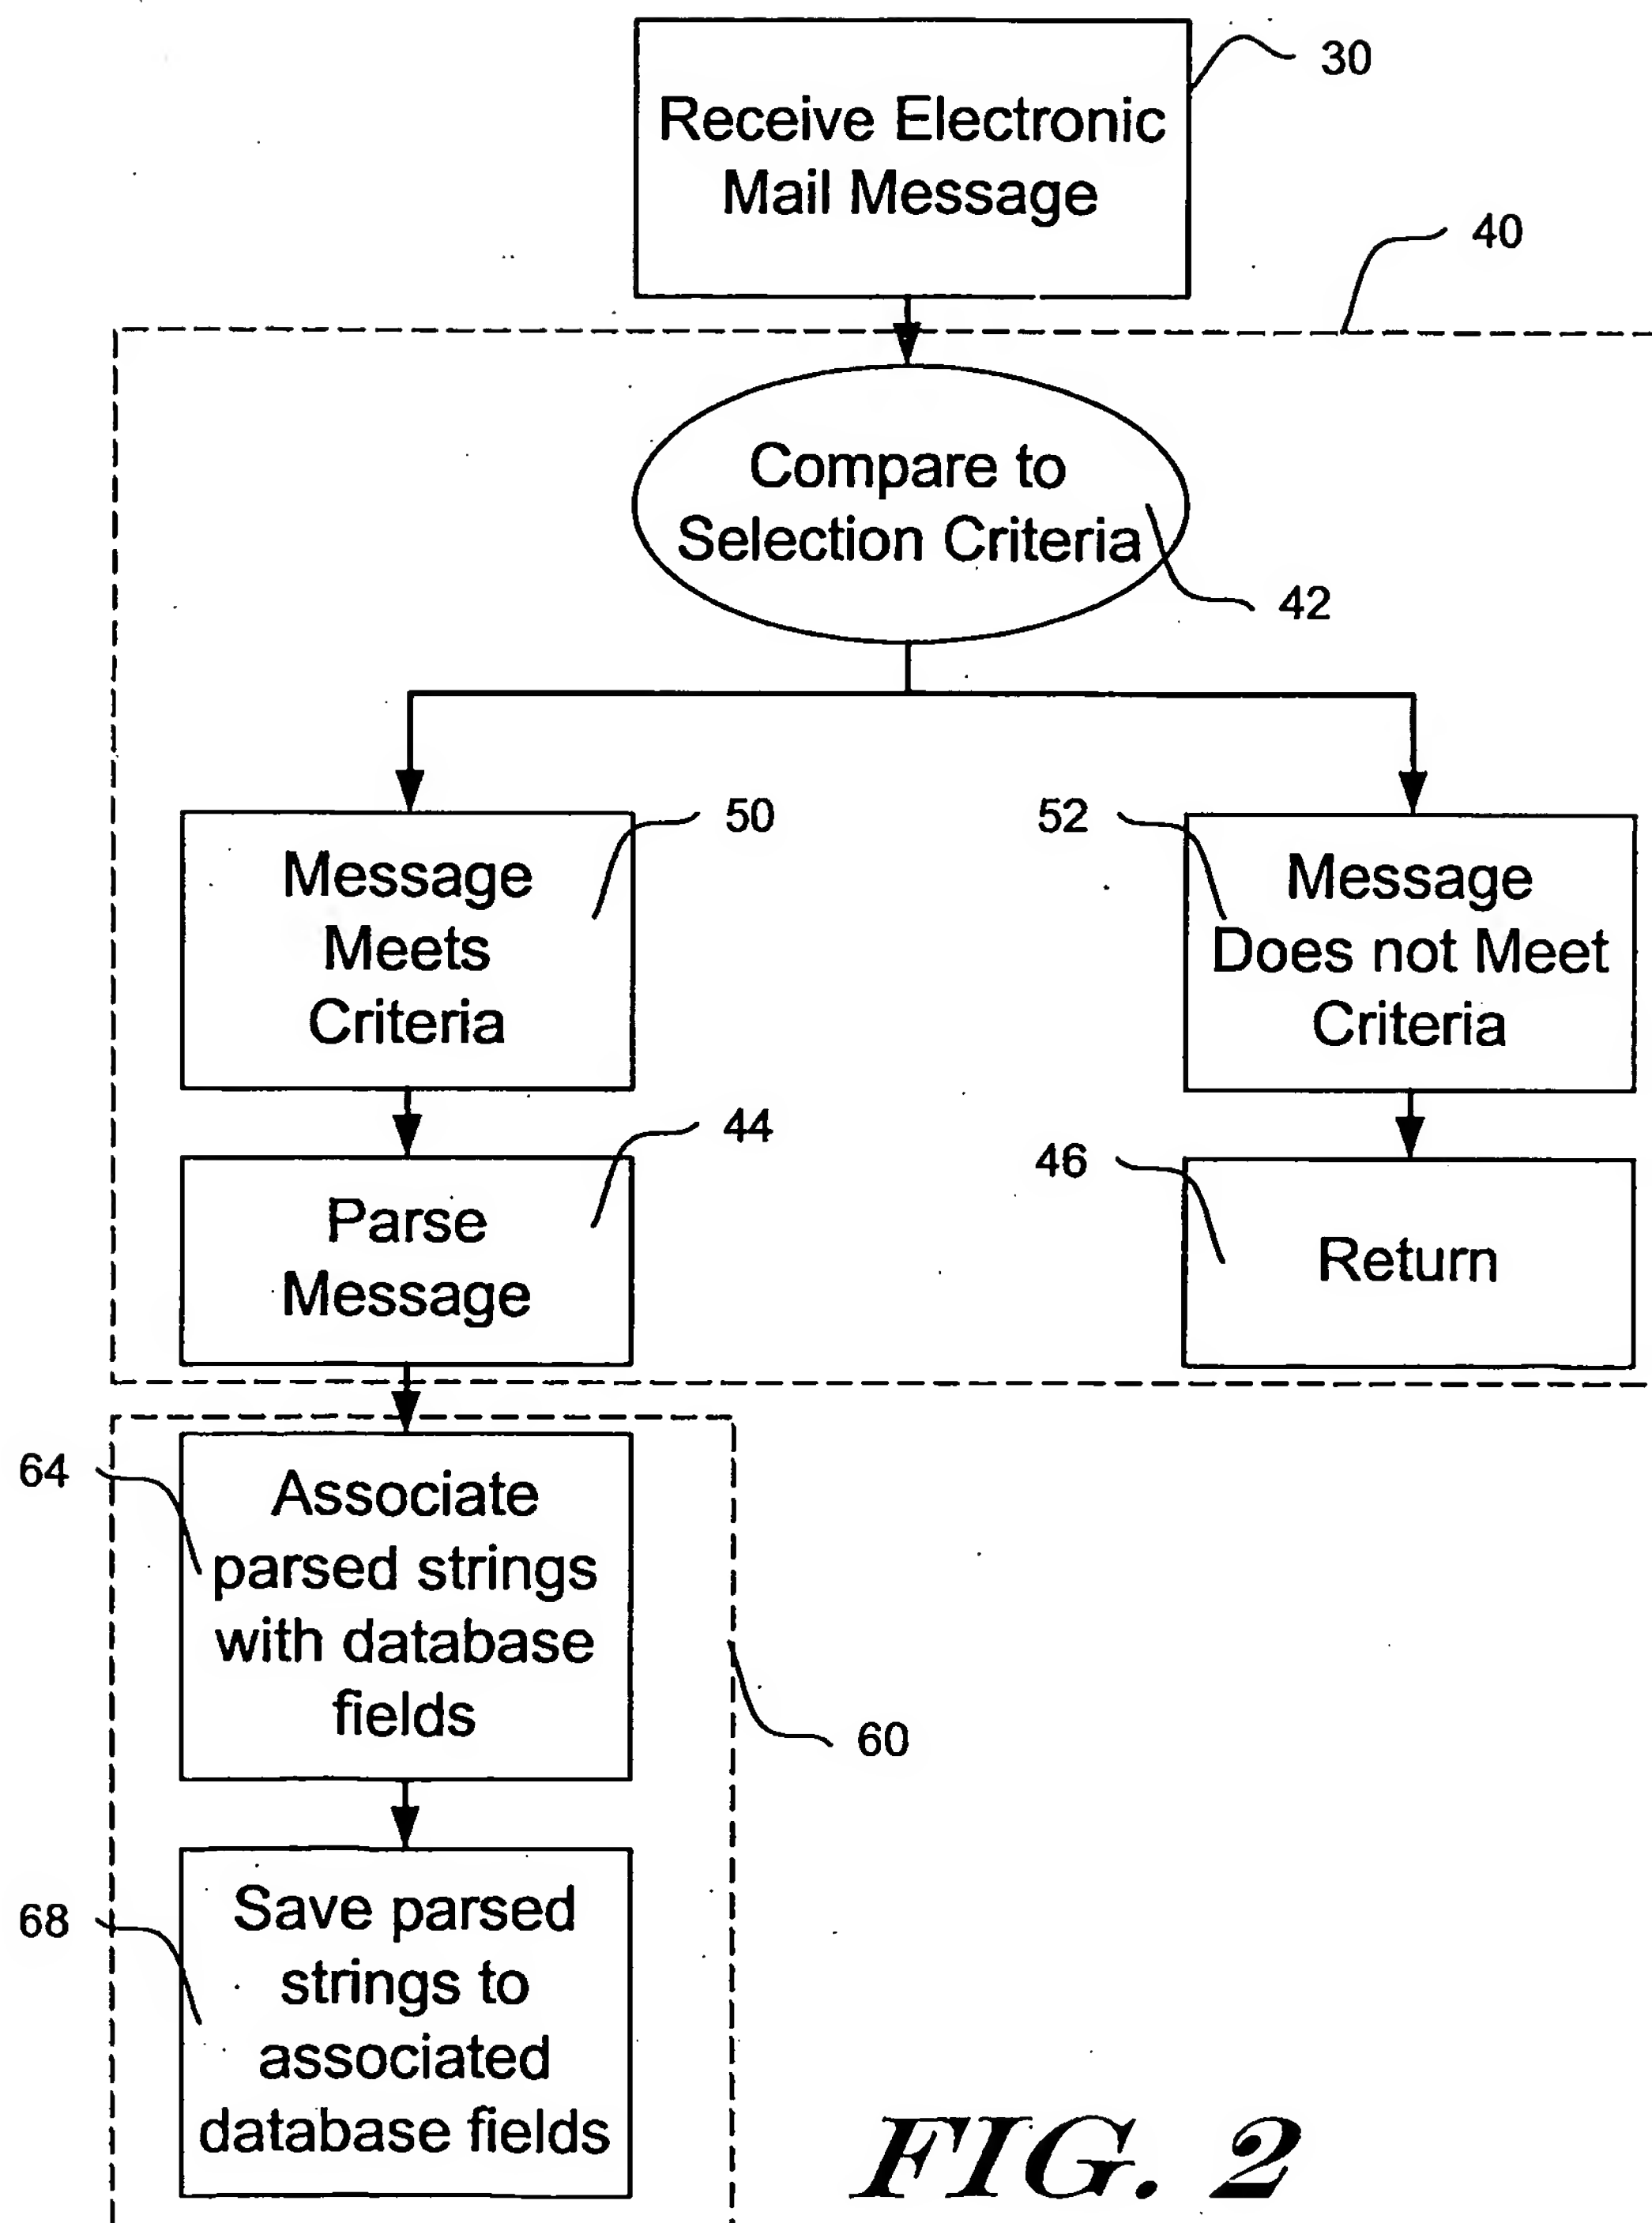 30
Receive Electronic
Mail Message
40
Compare to
Selection Criteria
42
50
52
Message
Meets
Criteria
Message
Does not Meet
Criteria
44
46
Parse
Message
Return
64
Associate
parsed strings
with database
fields
60
68
Save parsed
strings to
associated
database fields
FIG. 2